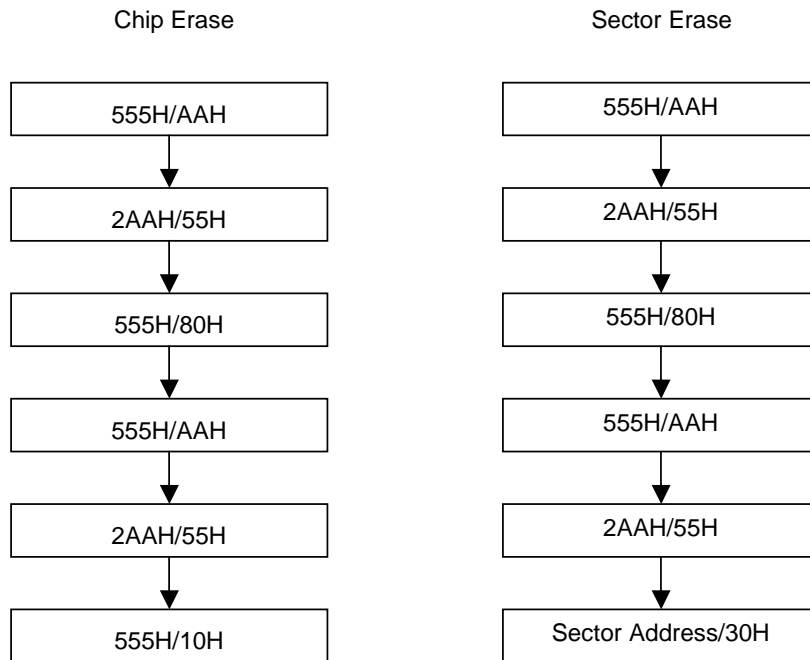 Chip Erase
555H/AAH
2AAH/55H
555H/80H
555H/AAH
2AAH/55H
555H/10H
Sector Erase
555H/AAH
2AAH/55H
555H/80H
555H/AAH
2AAH/55H
Sector Address/30H